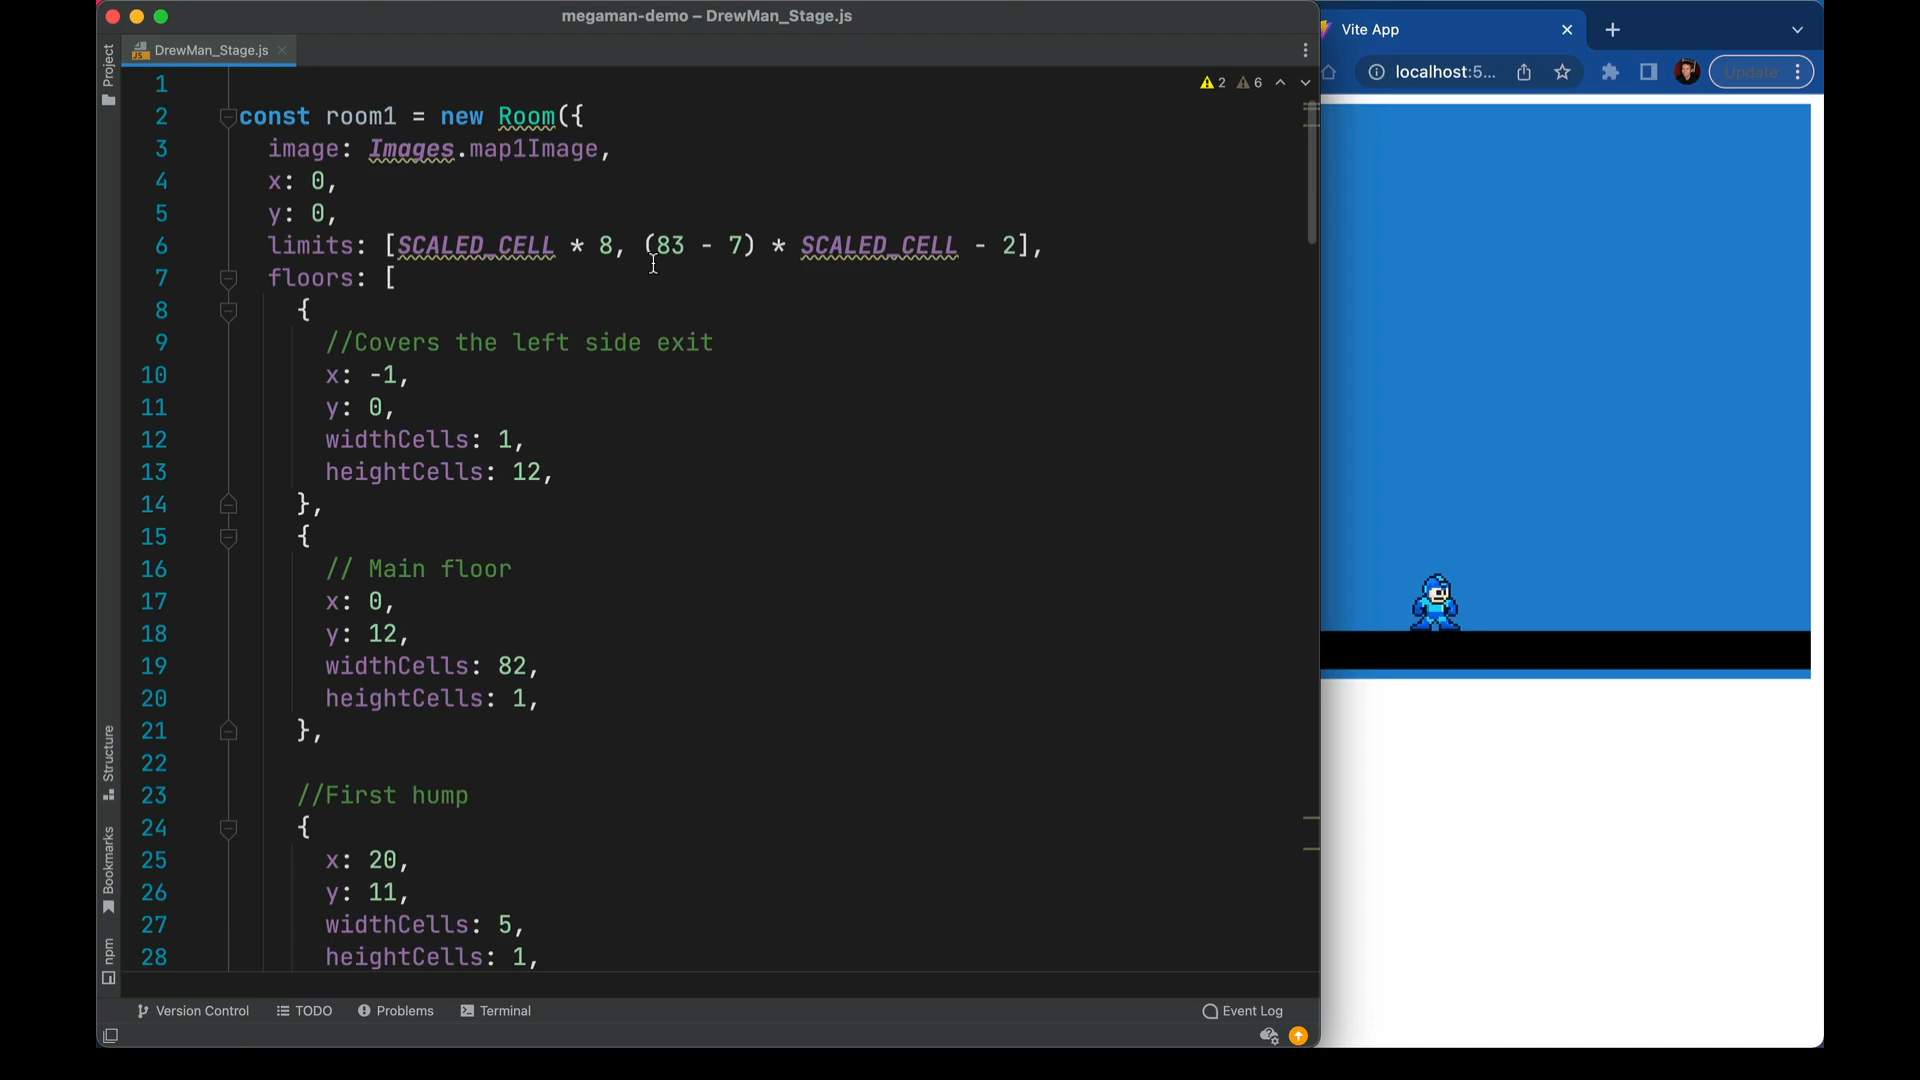 megaman-demo – DrewMan_Stage.js
Vite App
DrewMan_Stage.js
localhost:5...
Update
Project
2 6
1
2 const room1 = new Room({
3 image: Images.map1Image,
4 x: 0,
5 y: 0,
6 limits: [SCALED_CELL * 8, (83 - 7) * SCALED_CELL - 2],
7 floors: [
8 {
9 //Covers the left side exit
10 x: -1,
11 y: 0,
12 widthCells: 1,
13 heightCells: 12,
14 },
15 {
16 // Main floor
17 x: 0,
18 y: 12,
19 widthCells: 82,
20 heightCells: 1,
21 },
22
23 //First hump
24 {
25 x: 20,
26 y: 11,
27 widthCells: 5,
28 heightCells: 1,
Structure
Bookmarks
npm
Version Control TODO Problems Terminal Event Log